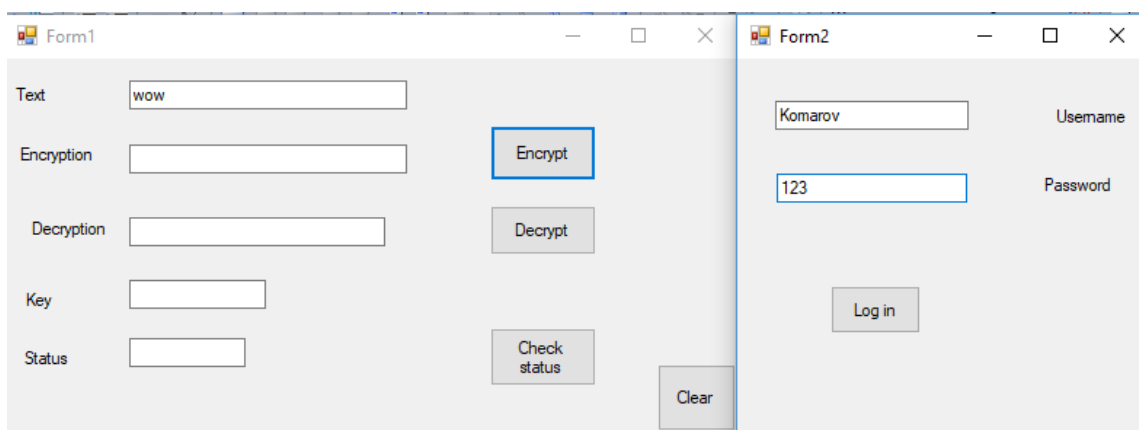 Form1
Text
wow
Encryption
Encrypt
Decryption
Decrypt
Key
Status
Check
status
Clear
Form2
Komarov
Username
123
Password
Log in